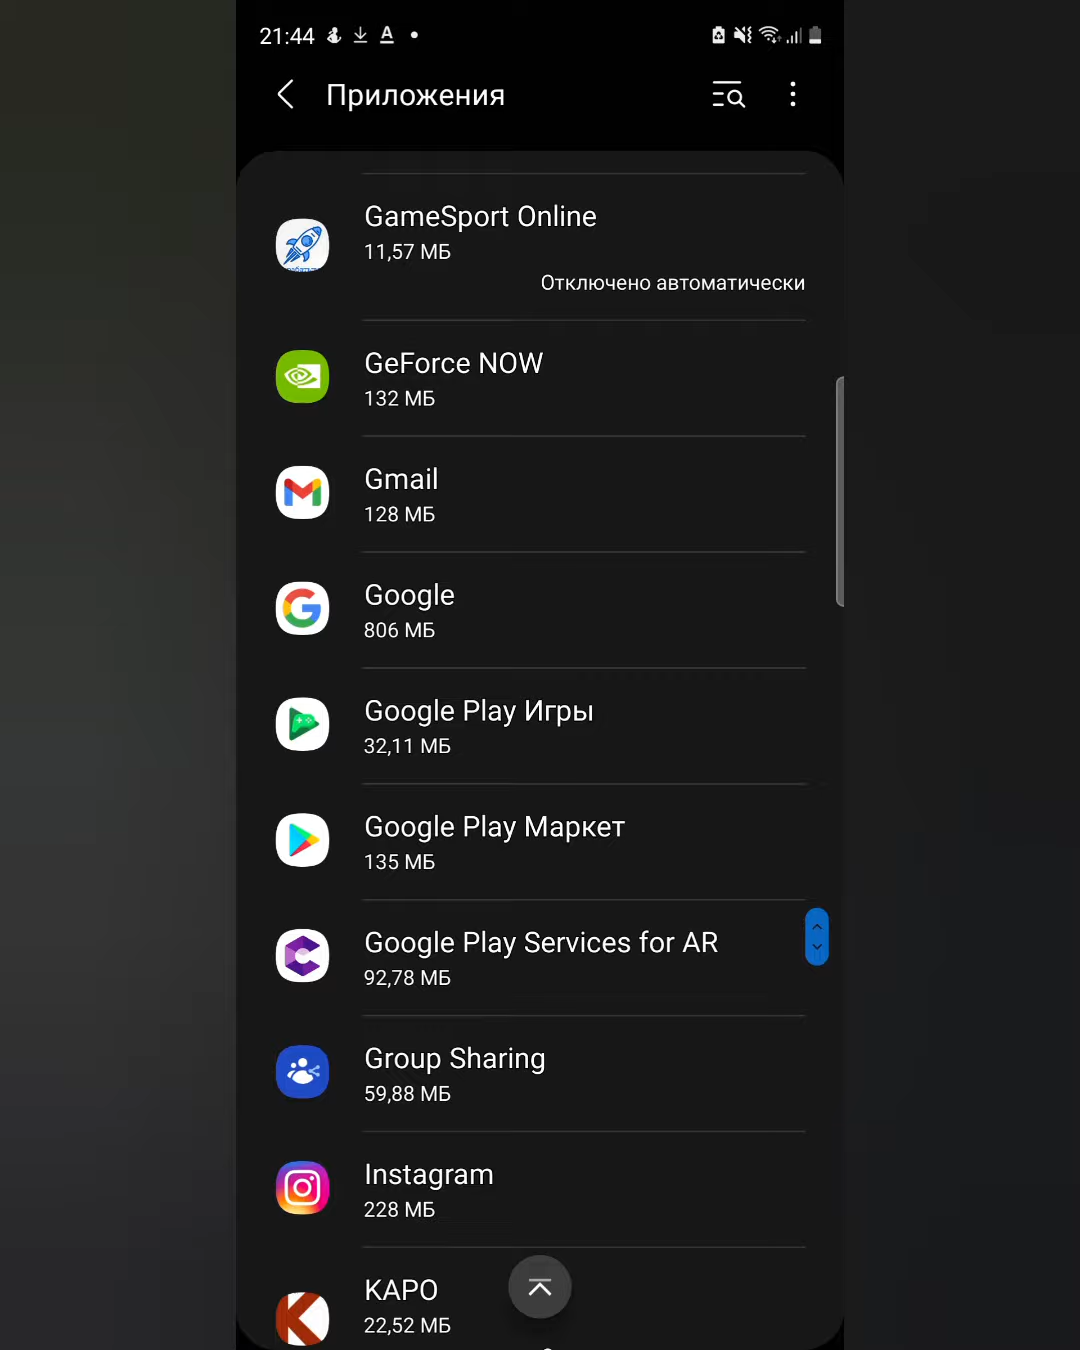 21:44
Приложения
GameSport Online
11,57 МБ
Отключено автоматически
GeForce NOW
132 МБ
Gmail
128 МБ
Google
806 МБ
Google Play Игры
32,11 МБ
Google Play Маркет
135 МБ
Google Play Services for AR
92,78 МБ
Group Sharing
59,88 МБ
Instagram
228 МБ
KAPO
22,52 МБ